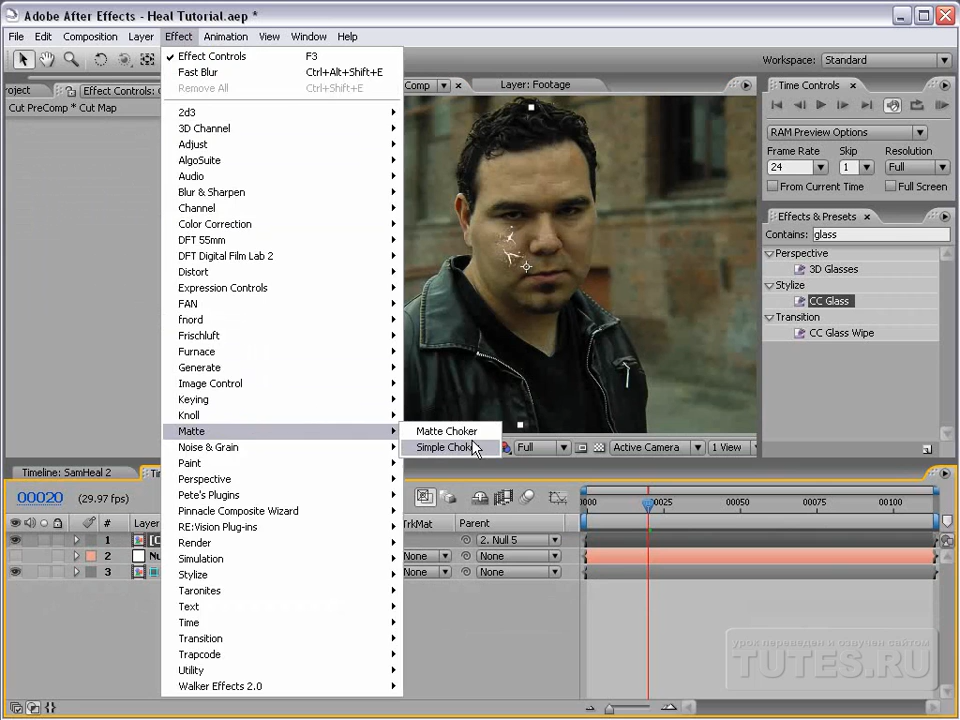 Adobe After Effects - Heal Tutorial.aep *
File Edit Composition Layer Effect Animation View Window Help
Workspace: Standard
roject Effect Controls: Comp Layer: Footage
Cut PreComp * Cut Map
Effect Controls F3
Fast Blur Ctrl+Alt+Shift+E
Remove All Ctrl+Shift+E
2d3
3D Channel
Adjust
AlgoSuite
Audio
Blur & Sharpen
Channel
Color Correction
DFT 55mm
DFT Digital Film Lab 2
Distort
Expression Controls
FAN
fnord
Frischluft
Furnace
Generate
Image Control
Keying
Knoll
Matte
Noise & Grain
Paint
Perspective
Pete's Plugins
Pinnacle Composite Wizard
RE:Vision Plug-ins
Render
Simulation
Stylize
Taronites
Text
Time
Transition
Trapcode
Utility
Walker Effects 2.0
Matte Choker
Simple Chok
Full Active Camera 1 View
Time Controls
RAM Preview Options
Frame Rate Skip Resolution
24 1 Full
From Current Time Full Screen
Effects & Presets
Contains: glass
Perspective
3D Glasses
Stylize
CC Glass
Transition
CC Glass Wipe
Timeline: SamHeal 2 Ti
00020 (29.97 fps)
0000 00025 00050 00075 00100
# Layer TrkMat Parent
1 [C 2. Null 5
2 Nu None None
3 None None
урок переведен и озвучен сайтом
TUTES.RU